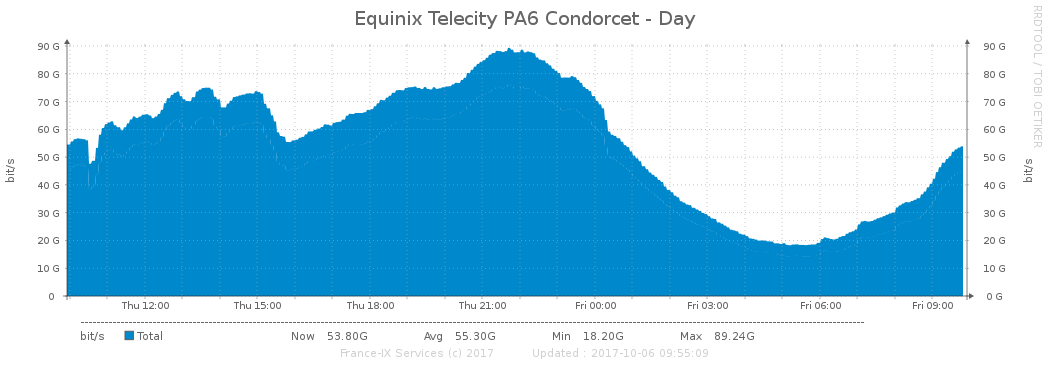 Equinix Telecity PA6 Condorcet - Day
RRDTOOL / TOBI OETIKER
90 G 90 G
80 G 80 G
70 G 70 G
60 G 60 G
50 G 50 G
40 G 40 G
30 G 30 G
20 G 20 G
10 G 10 G
0 0 G
bit/s bit/s
Thu 12:00 Thu 15:00 Thu 18:00 Thu 21:00 Fri 00:00 Fri 03:00 Fri 06:00 Fri 09:00
bit/s Total Now 53.80G Avg 55.30G Min 18.20G Max 89.24G
France-IX Services (c) 2017 Updated : 2017-10-06 09:55:09